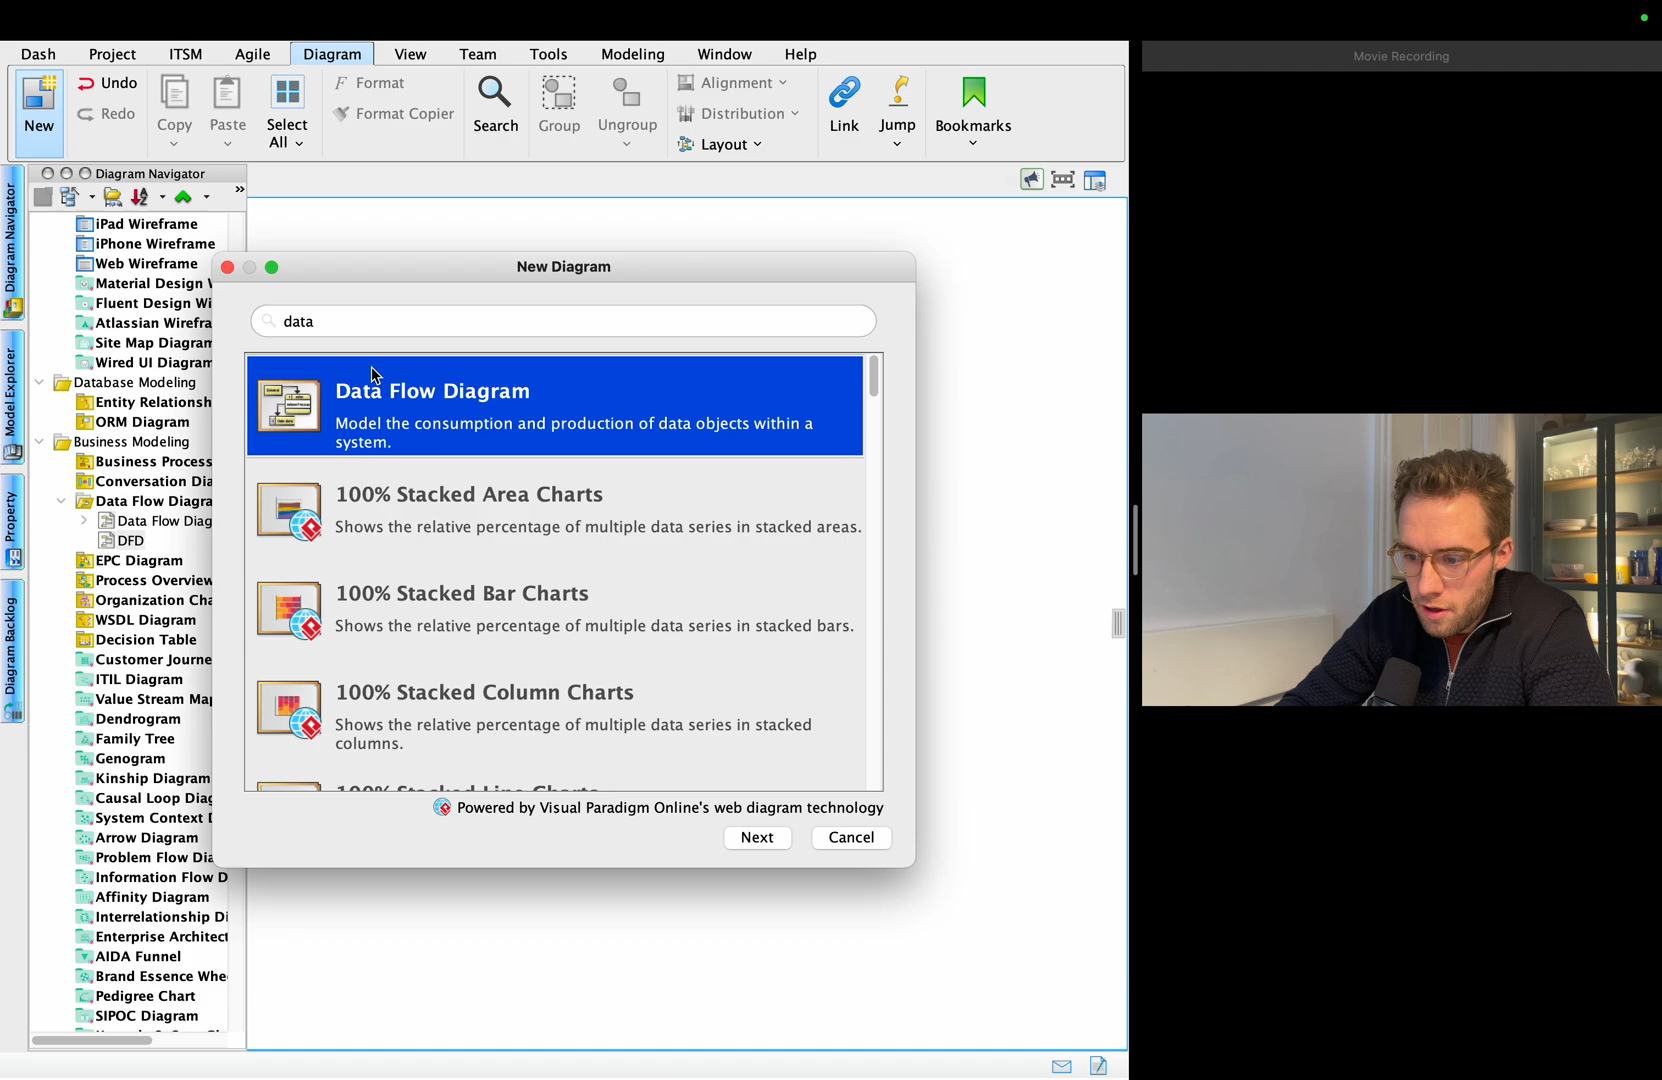 Movie Recording
Dash Project ITSM Agile Diagram View Team Tools Modeling Window Help
New
Undo
Redo
Copy
Paste
Select
All
Format
Format Copier
Search
Group
Ungroup
Alignment
Distribution
Layout
Link
Jump
Bookmarks
Diagram Navigator
Model Explorer
Property
Diagram Backlog
Diagram Navigator
iPad Wireframe
iPhone Wireframe
Web Wireframe
Material Design
Fluent Design Wi
Atlassian Wirefra
Site Map Diagram
Wired UI Diagram
Database Modeling
Entity Relationsh
ORM Diagram
Business Modeling
Business Process
Conversation Dia
Data Flow Diagra
Data Flow Diag
DFD
EPC Diagram
Process Overview
Organization Cha
WSDL Diagram
Decision Table
Customer Journe
ITIL Diagram
Value Stream Map
Dendrogram
Family Tree
Genogram
Kinship Diagram
Causal Loop Diag
System Context D
Arrow Diagram
Problem Flow Dia
Information Flow D
Affinity Diagram
Interrelationship Di
Enterprise Architect
AIDA Funnel
Brand Essence Whe
Pedigree Chart
SIPOC Diagram
New Diagram
data
Data Flow Diagram
Model the consumption and production of data objects within a
system.
100% Stacked Area Charts
Shows the relative percentage of multiple data series in stacked areas.
100% Stacked Bar Charts
Shows the relative percentage of multiple data series in stacked bars.
100% Stacked Column Charts
Shows the relative percentage of multiple data series in stacked
columns.
100% Stacked Line Charts
Powered by Visual Paradigm Online's web diagram technology
Next
Cancel